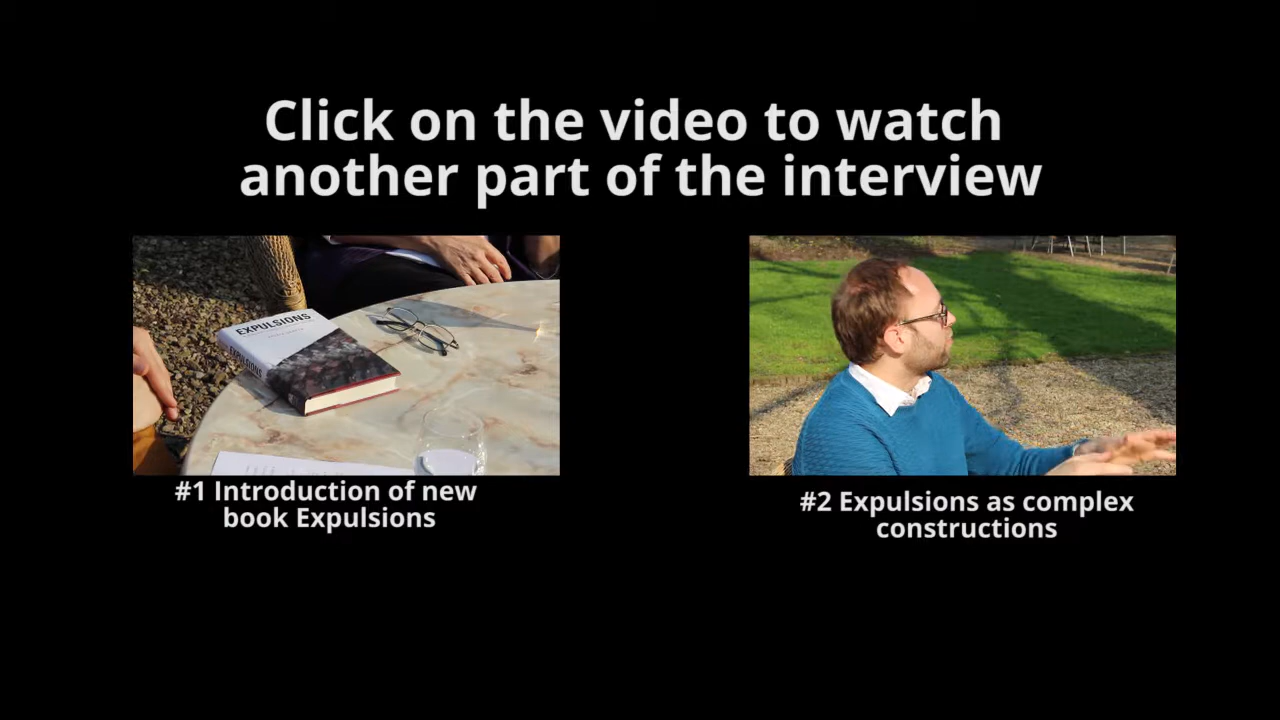 Click on the video to watch
another part of the interview
EXPULSIONS
EXPULSIONS
#1 Introduction of new
book Expulsions
#2 Expulsions as complex
constructions